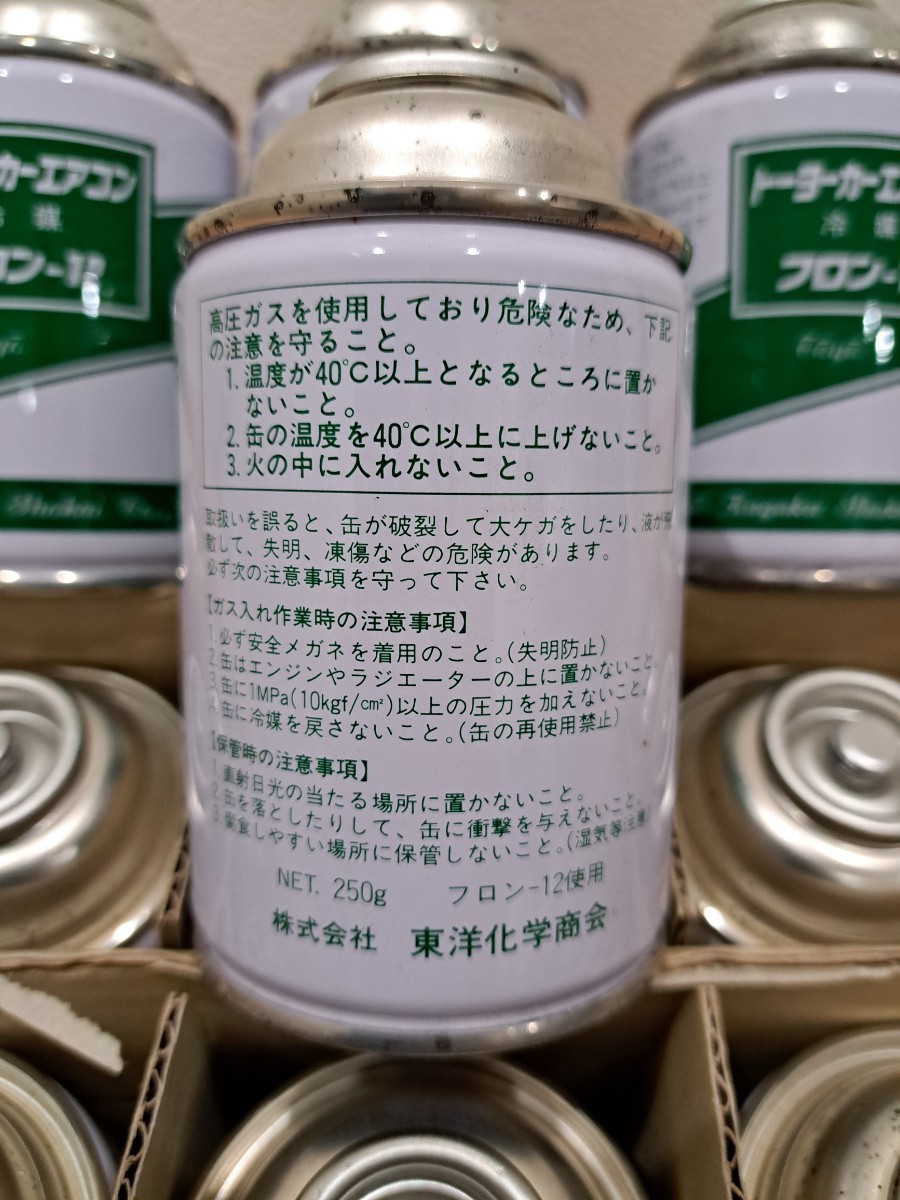 カーエアコン
冷媒
ロン-12
トーヨーカーエ
冷媒
フロン-
高圧ガスを使用しており危険なため、下記
の注意を守ること。
1. 温度が40℃以上となるところに置か
ないこと。
2. 缶の温度を40℃以上に上げないこと。
3. 火の中に入れないこと。
取扱いを誤ると、缶が破裂して大ケガをしたり、液が飛
散して、失明、凍傷などの危険があります。
必ず次の注意事項を守って下さい。
【ガス入れ作業時の注意事項】
1. 必ず安全メガネを着用のこと。(失明防止)
2. 缶はエンジンやラジエーターの上に置かないこと。
3. 缶に1MPa(10kgf/cm²)以上の圧力を加えないこと。
4. 缶に冷媒を戻さないこと。(缶の再使用禁止)
【保管時の注意事項】
1. 直射日光の当たる場所に置かないこと。
2. 缶を落としたりして、缶に衝撃を与えないこと。
3. 腐食しやすい場所に保管しないこと。(湿気等注意)
NET. 250g フロン-12使用
株式会社 東洋化学商会